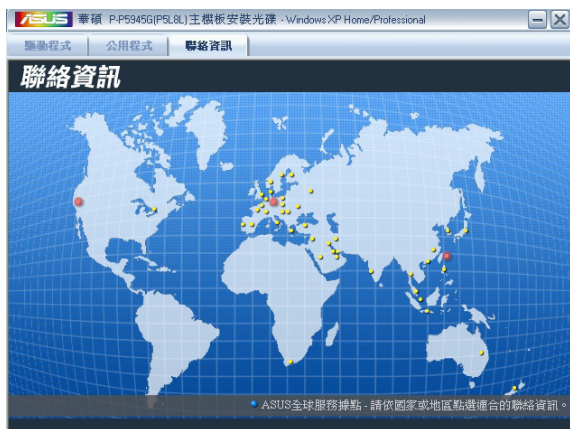 ASUS 華碩 P-P5945G(P5L8L)主機板安裝光碟 - Windows XP Home/Professional
驅動程式 公用程式 聯絡資訊
聯絡資訊
ASUS全球服務據點 - 請依國家或地區點選適合的聯絡資訊。